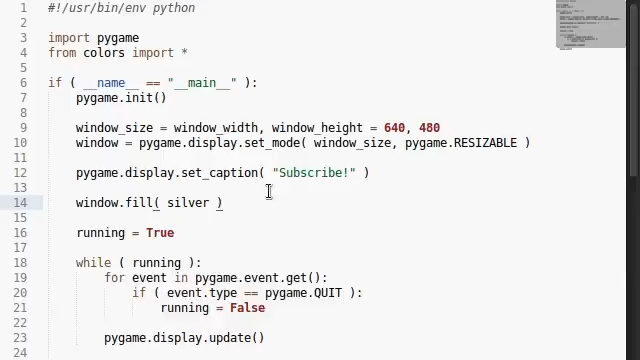 1 #!/usr/bin/env python
2
3 import pygame
4 from colors import *
5
6 if ( __name__ == "__main__" ):
7 pygame.init()
8
9 window_size = window_width, window_height = 640, 480
10 window = pygame.display.set_mode( window_size, pygame.RESIZABLE )
11
12 pygame.display.set_caption( "Subscribe!" )
13
14 window.fill( silver )
15
16 running = True
17
18 while ( running ):
19 for event in pygame.event.get():
20 if ( event.type == pygame.QUIT ):
21 running = False
22
23 pygame.display.update()
24